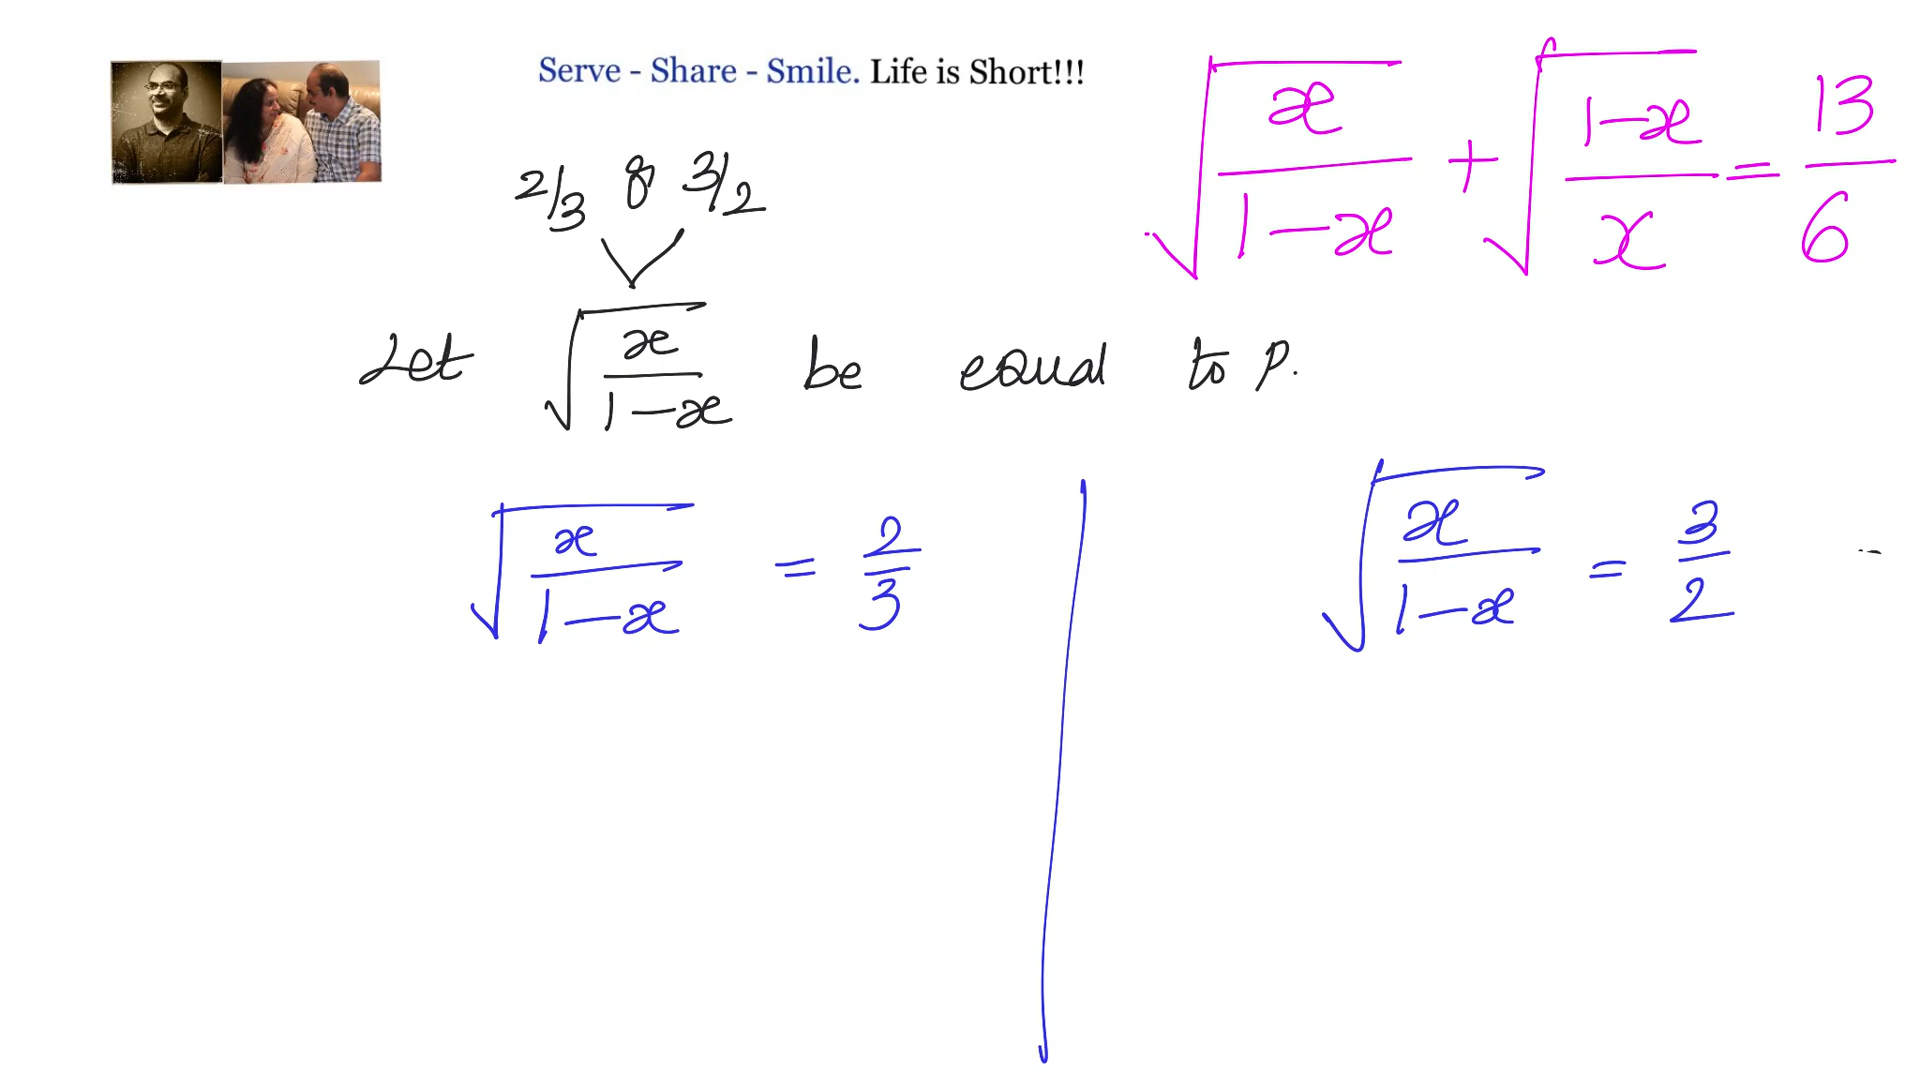 Serve - Share - Smile. Life is Short!!!
√(x/(1-x)) + √((1-x)/x) = 13/6
2/3 & 3/2
Let √(x/(1-x)) be equal to p.
√(x/(1-x)) = 2/3
√(x/(1-x)) = 3/2